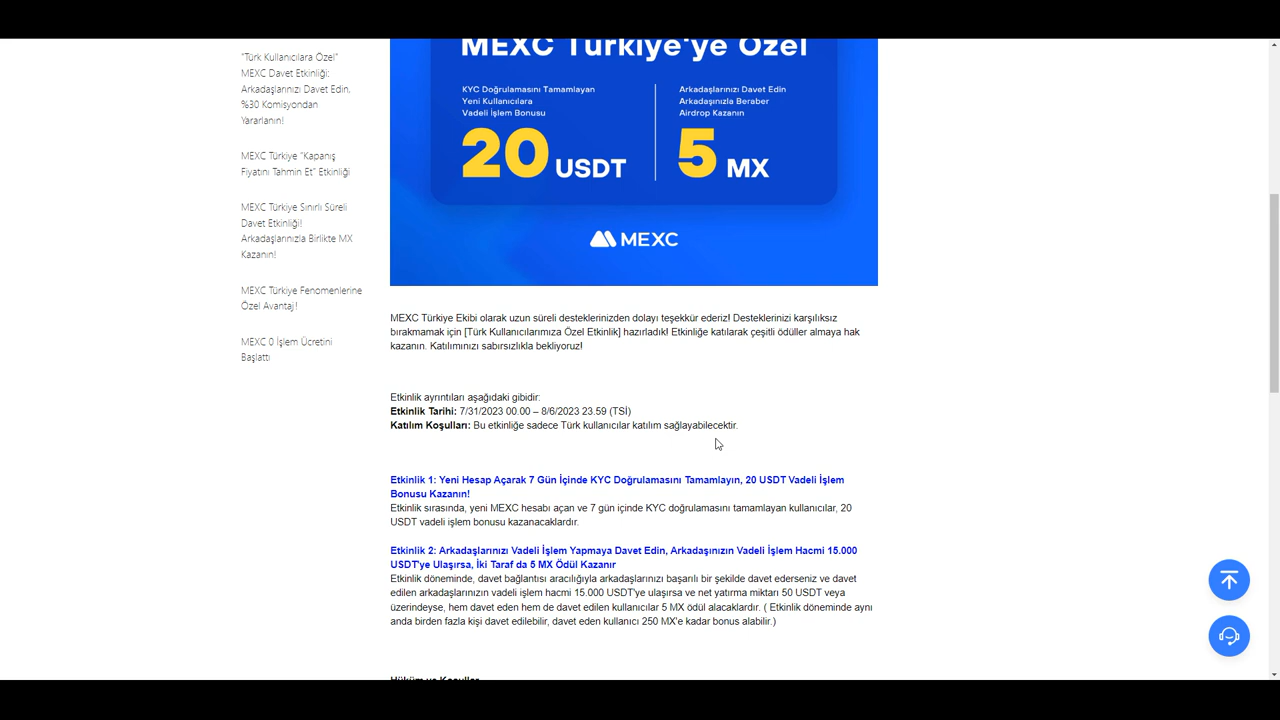 "Türk Kullanıcılara Özel"
MEXC Davet Etkinliği:
Arkadaşlarınızı Davet Edin,
%30 Komisyondan
Yararlanın!
MEXC Türkiye "Kapanış
Fiyatını Tahmin Et" Etkinliği
MEXC Türkiye Sınırlı Süreli
Davet Etkinliği!
Arkadaşlarınızla Birlikte MX
Kazanın!
MEXC Türkiye Fenomenlerine
Özel Avantaj!
MEXC 0 İşlem Ücretini
Başlattı
MEXC Türkiye'ye Özel
KYC Doğrulamasını Tamamlayan
Yeni Kullanıcılara
Vadeli İşlem Bonusu
20 USDT
Arkadaşlarınızı Davet Edin
Arkadaşınızla Beraber
Airdrop Kazanın
5 MX
MEXC
MEXC Türkiye Ekibi olarak uzun süreli desteklerinizden dolayı teşekkür ederiz! Desteklerinizi karşılıksız
bırakmamak için [Türk Kullanıcılarımıza Özel Etkinlik] hazırladık! Etkinliğe katılarak çeşitli ödüller almaya hak
kazanın. Katılımınızı sabırsızlıkla bekliyoruz!
Etkinlik ayrıntıları aşağıdaki gibidir:
Etkinlik Tarihi: 7/31/2023 00.00 – 8/6/2023 23.59 (TSİ)
Katılım Koşulları: Bu etkinliğe sadece Türk kullanıcılar katılım sağlayabilecektir.
Etkinlik 1: Yeni Hesap Açarak 7 Gün İçinde KYC Doğrulamasını Tamamlayın, 20 USDT Vadeli İşlem
Bonusu Kazanın!
Etkinlik sırasında, yeni MEXC hesabı açan ve 7 gün içinde KYC doğrulamasını tamamlayan kullanıcılar, 20
USDT vadeli işlem bonusu kazanacaklardır.
Etkinlik 2: Arkadaşlarınızı Vadeli İşlem Yapmaya Davet Edin, Arkadaşınızın Vadeli İşlem Hacmi 15.000
USDT'ye Ulaşırsa, İki Taraf da 5 MX Ödül Kazanır
Etkinlik döneminde, davet bağlantısı aracılığıyla arkadaşlarınızı başarılı bir şekilde davet ederseniz ve davet
edilen arkadaşlarınızın vadeli işlem hacmi 15.000 USDT'ye ulaşırsa ve net yatırma miktarı 50 USDT veya
üzerindeyse, hem davet eden hem de davet edilen kullanıcılar 5 MX ödül alacaklardır. ( Etkinlik döneminde aynı
anda birden fazla kişi davet edilebilir, davet eden kullanıcı 250 MX'e kadar bonus alabilir.)
Hüküm ve Koşullar